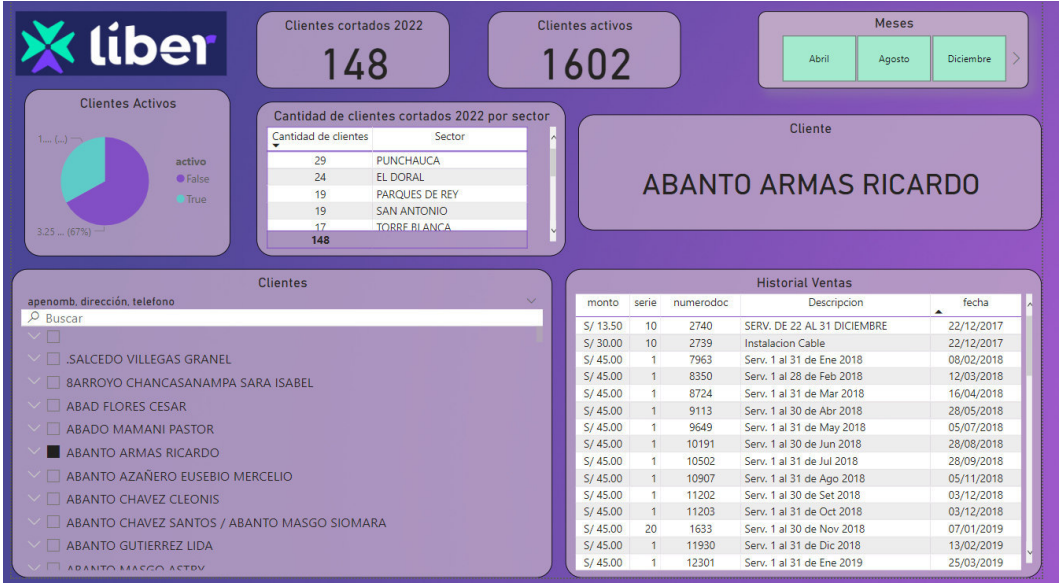 liber
Clientes cortados 2022
148
Clientes activos
1602
Meses
Abril Agosto Diciembre
Clientes Activos
1.... (...)
activo
False
True
3.25 ... (67%)
Cantidad de clientes cortados 2022 por sector
Cantidad de clientes Sector
29 PUNCHAUCA
24 EL DORAL
19 PARQUES DE REY
19 SAN ANTONIO
17 TORRE BLANCA
148
Cliente
ABANTO ARMAS RICARDO
Clientes
apenomb, dirección, telefono
Buscar
.SALCEDO VILLEGAS GRANEL
8ARROYO CHANCASANAMPA SARA ISABEL
ABAD FLORES CESAR
ABADO MAMANI PASTOR
ABANTO ARMAS RICARDO
ABANTO AZAÑERO EUSEBIO MERCELIO
ABANTO CHAVEZ CLEONIS
ABANTO CHAVEZ SANTOS / ABANTO MASGO SIOMARA
ABANTO GUTIERREZ LIDA
ABANTO MASGO ASTRY
Historial Ventas
monto serie numerodoc Descripcion fecha
S/ 13.50 10 2740 SERV. DE 22 AL 31 DICIEMBRE 22/12/2017
S/ 30.00 10 2739 Instalacion Cable 22/12/2017
S/ 45.00 1 7963 Serv. 1 al 31 de Ene 2018 08/02/2018
S/ 45.00 1 8350 Serv. 1 al 28 de Feb 2018 12/03/2018
S/ 45.00 1 8724 Serv. 1 al 31 de Mar 2018 16/04/2018
S/ 45.00 1 9113 Serv. 1 al 30 de Abr 2018 28/05/2018
S/ 45.00 1 9649 Serv. 1 al 31 de May 2018 05/07/2018
S/ 45.00 1 10191 Serv. 1 al 30 de Jun 2018 28/08/2018
S/ 45.00 1 10502 Serv. 1 al 31 de Jul 2018 28/09/2018
S/ 45.00 1 10907 Serv. 1 al 31 de Ago 2018 05/11/2018
S/ 45.00 1 11202 Serv. 1 al 30 de Set 2018 03/12/2018
S/ 45.00 1 11203 Serv. 1 al 31 de Oct 2018 03/12/2018
S/ 45.00 20 1633 Serv. 1 al 30 de Nov 2018 07/01/2019
S/ 45.00 1 11930 Serv. 1 al 31 de Dic 2018 13/02/2019
S/ 45.00 1 12301 Serv. 1 al 31 de Ene 2019 25/03/2019